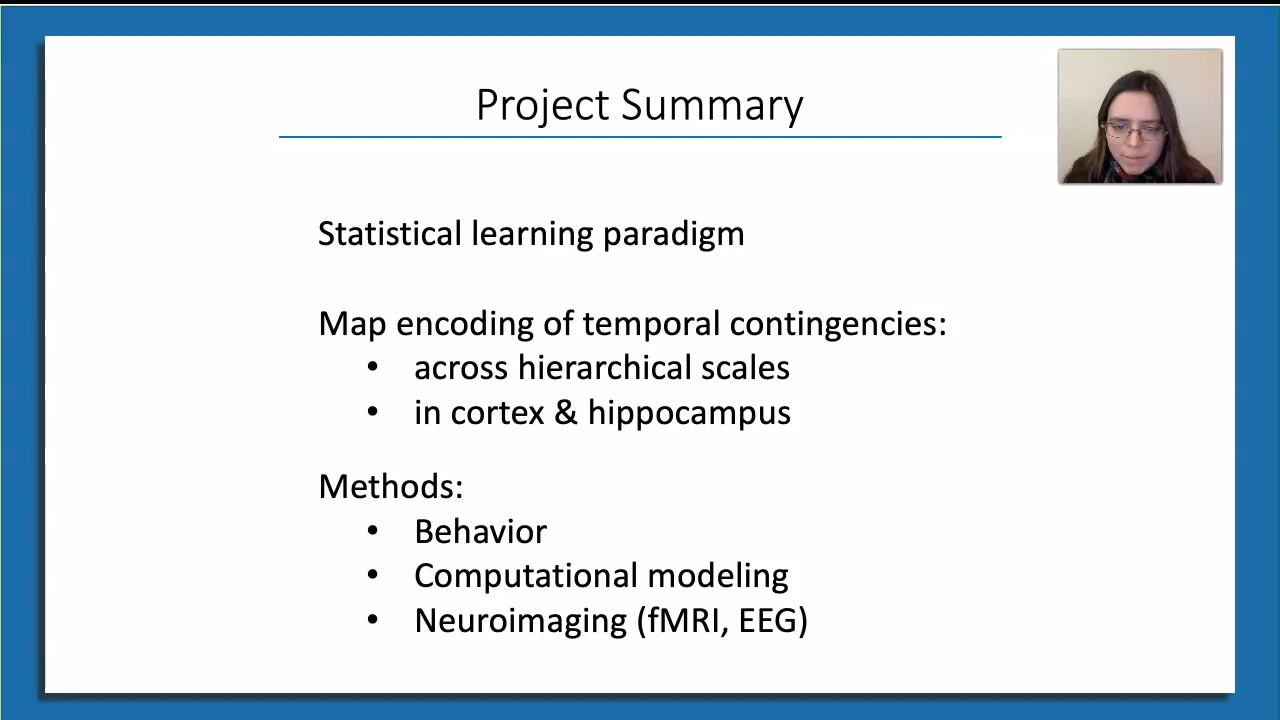 Project Summary
Statistical learning paradigm
Map encoding of temporal contingencies:
• across hierarchical scales
• in cortex & hippocampus
Methods:
• Behavior
• Computational modeling
• Neuroimaging (fMRI, EEG)